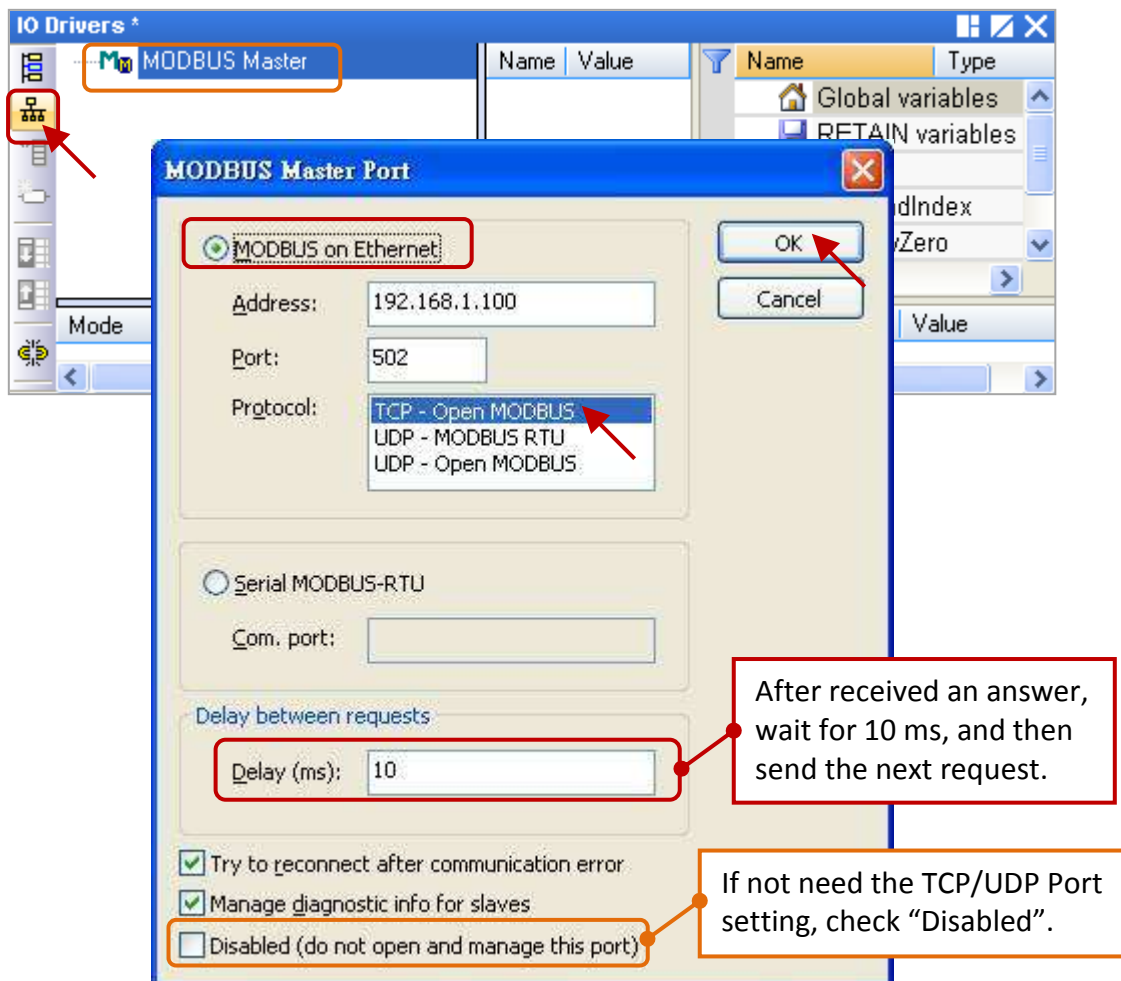 IO Drivers *
MODBUS Master
Name Value
Name Type
Global variables
RETAIN variables
MODBUS Master Port
MODBUS on Ethernet
OK
Address: 192.168.1.100
Cancel
Port: 502
Protocol: TCP - Open MODBUS
UDP - MODBUS RTU
UDP - Open MODBUS
Mode
Value
Serial MODBUS-RTU
Com. port:
Delay between requests
Delay (ms): 10
After received an answer,
wait for 10 ms, and then
send the next request.
Try to reconnect after communication error
Manage diagnostic info for slaves
Disabled (do not open and manage this port)
If not need the TCP/UDP Port
setting, check “Disabled”.